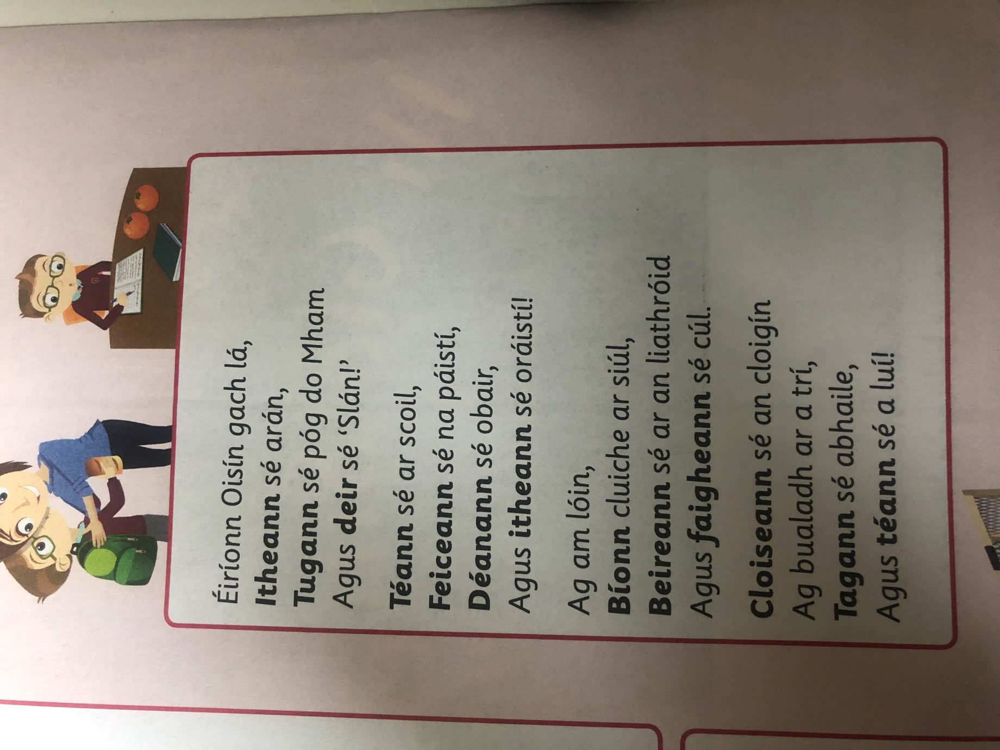 Éiríonn Oisín gach lá,
Itheann sé arán,
Tugann sé póg do Mham
Agus deir sé ‘Slán!’
Téann sé ar scoil,
Feiceann sé na páistí,
Déanann sé obair,
Agus itheann sé oráistí!
Ag am lóin,
Bíonn cluiche ar siúl,
Beireann sé ar an liathróid
Agus faigheann sé cúl.
Cloiseann sé an cloigín
Ag bualadh ar a trí,
Tagann sé abhaile,
Agus téann sé a luí!